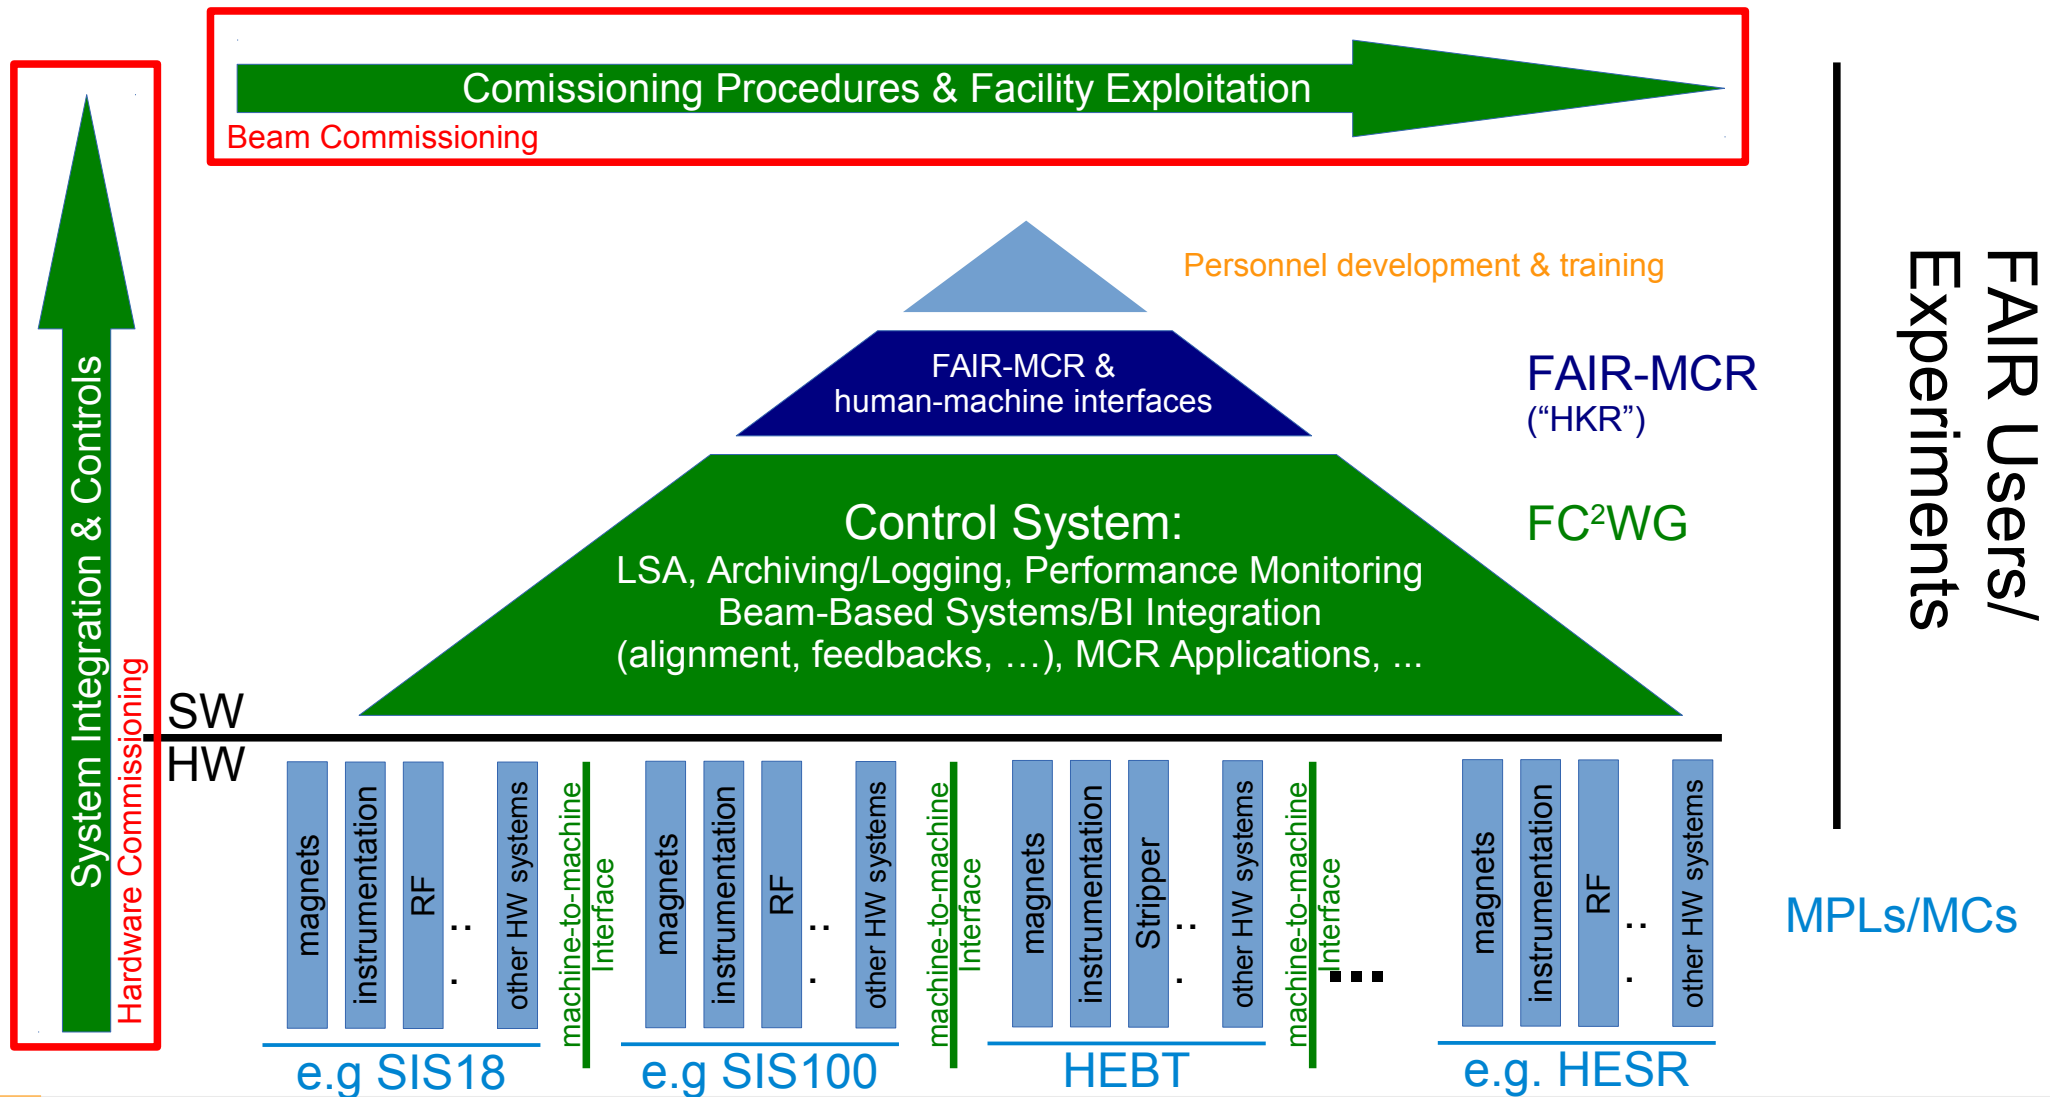 Comissioning Procedures & Facility Exploitation
Beam Commissioning
System Integration & Controls
Hardware Commissioning
Personnel development & training
FAIR-MCR &
human-machine interfaces
FAIR-MCR
(“HKR”)
Control System:
LSA, Archiving/Logging, Performance Monitoring
Beam-Based Systems/BI Integration
(alignment, feedbacks, …), MCR Applications, ...
FC²WG
FAIR Users/
Experiments
SW
HW
magnets
instrumentation
RF
...
other HW systems
machine-to-machine
Interface
magnets
instrumentation
RF
...
other HW systems
machine-to-machine
Interface
magnets
instrumentation
Stripper
...
other HW systems
machine-to-machine
Interface
...
magnets
instrumentation
RF
...
other HW systems
MPLs/MCs
e.g SIS18
e.g SIS100
HEBT
e.g. HESR